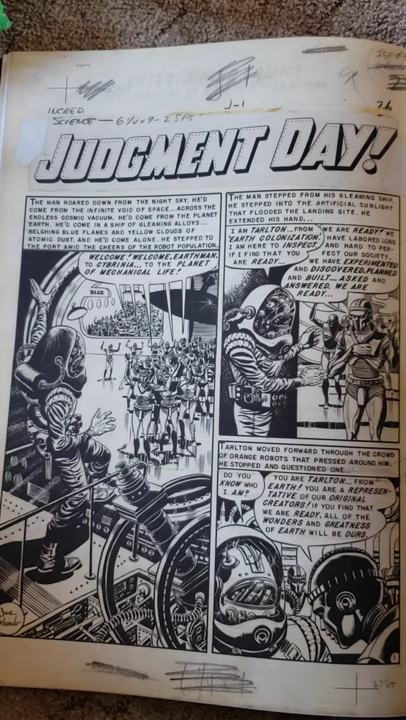 J-1
26
INCRED.
SCIENCE — 6⅞x9 - 25%
JUDGMENT DAY!
THE MAN ROARED DOWN FROM THE NIGHT SKY. HE'D
COME FROM THE INFINITE VOID OF SPACE... ACROSS THE
ENDLESS COSMIC VACUUM. HE'D COME FROM THE PLANET
EARTH. HE'D COME IN A SHIP OF GLEAMING ALLOYS...
BELCHING BLUE FLAMES AND YELLOW CLOUDS OF
ATOMIC DUST. AND HE'D COME ALONE. HE STEPPED TO
THE PORT AMID THE CHEERS OF THE ROBOT POPULATION.
WELCOME! WELCOME, EARTHMAN,
TO CYBRINIA... TO THE PLANET
OF MECHANICAL LIFE!
BLUE
THE MAN STEPPED FROM HIS GLEAMING SHIP.
HE STEPPED INTO THE ARTIFICIAL SUNLIGHT
THAT FLOODED THE LANDING SITE. HE
EXTENDED HIS HAND...
I AM TARLTON... FROM
'EARTH COLONIZATION'.
I AM HERE TO INSPECT.
IF I FIND THAT YOU
ARE READY...
WE ARE READY! WE
HAVE LABORED LONG
AND HARD TO PER-
FECT OUR SOCIETY.
WE HAVE EXPERIMENTED
AND DISCOVERED, PLANNED
AND BUILT... ASKED AND
ANSWERED. WE ARE
READY...
TARLTON MOVED FORWARD THROUGH THE CROWD
OF ORANGE ROBOTS THAT PRESSED AROUND HIM.
HE STOPPED AND QUESTIONED ONE...
DO YOU
KNOW WHO
I AM?
YOU ARE TARLTON... FROM
EARTH! YOU ARE A REPRESEN-
TATIVE OF OUR ORIGINAL
CREATORS! IF YOU FIND THAT
WE ARE READY, ALL OF THE
WONDERS AND GREATNESS
OF EARTH WILL BE OURS.
Joe
Orlando
1